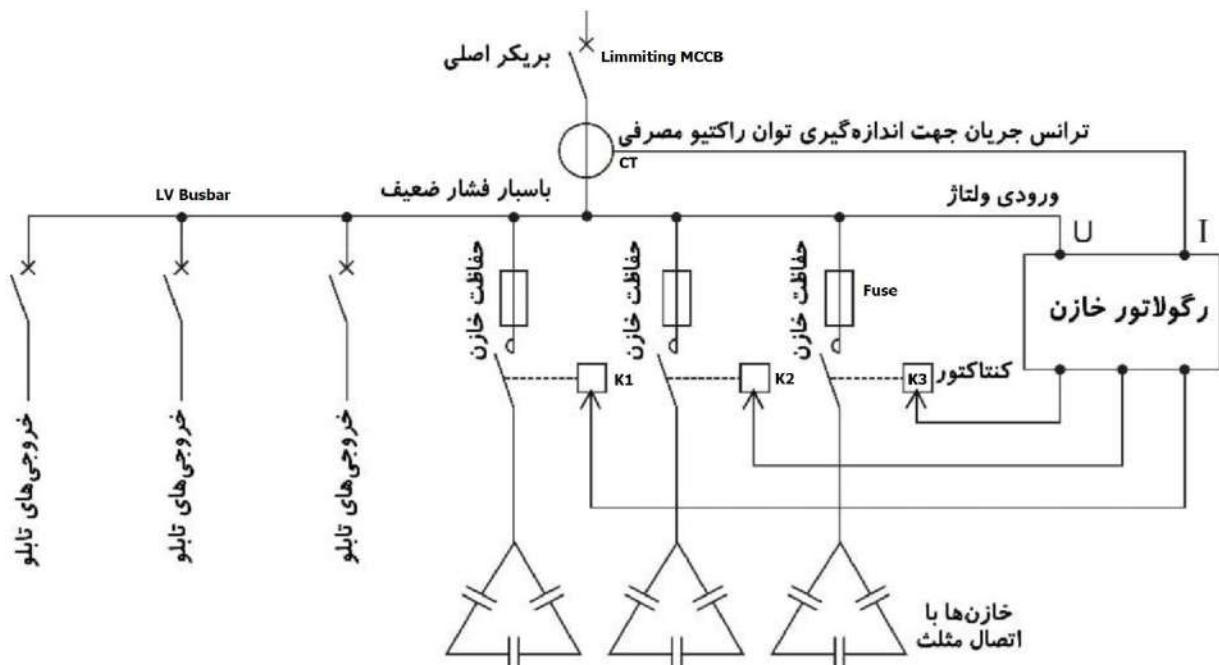 بریکر اصلی
Limmiting MCCB
ترانس جریان جهت اندازه‌گیری توان راکتیو مصرفی
CT
LV Busbar
باسبار فشار ضعیف
ورودی ولتاژ
U
I
حفاظت خازن
حفاظت خازن
حفاظت خازن
Fuse
رگولاتور خازن
K1
K2
K3
کنتاکتور
خروجی‌های تابلو
خروجی‌های تابلو
خروجی‌های تابلو
خازن‌ها با
اتصال مثلث